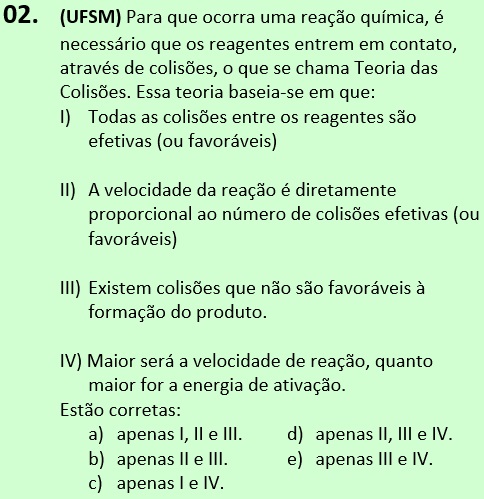 02. (UFSM) Para que ocorra uma reação química, é
necessário que os reagentes entrem em contato,
através de colisões, o que se chama Teoria das
Colisões. Essa teoria baseia-se em que:
I) Todas as colisões entre os reagentes são
efetivas (ou favoráveis)
II) A velocidade da reação é diretamente
proporcional ao número de colisões efetivas (ou
favoráveis)
III) Existem colisões que não são favoráveis à
formação do produto.
IV) Maior será a velocidade de reação, quanto
maior for a energia de ativação.
Estão corretas:
a) apenas I, II e III. d) apenas II, III e IV.
b) apenas II e III. e) apenas III e IV.
c) apenas I e IV.